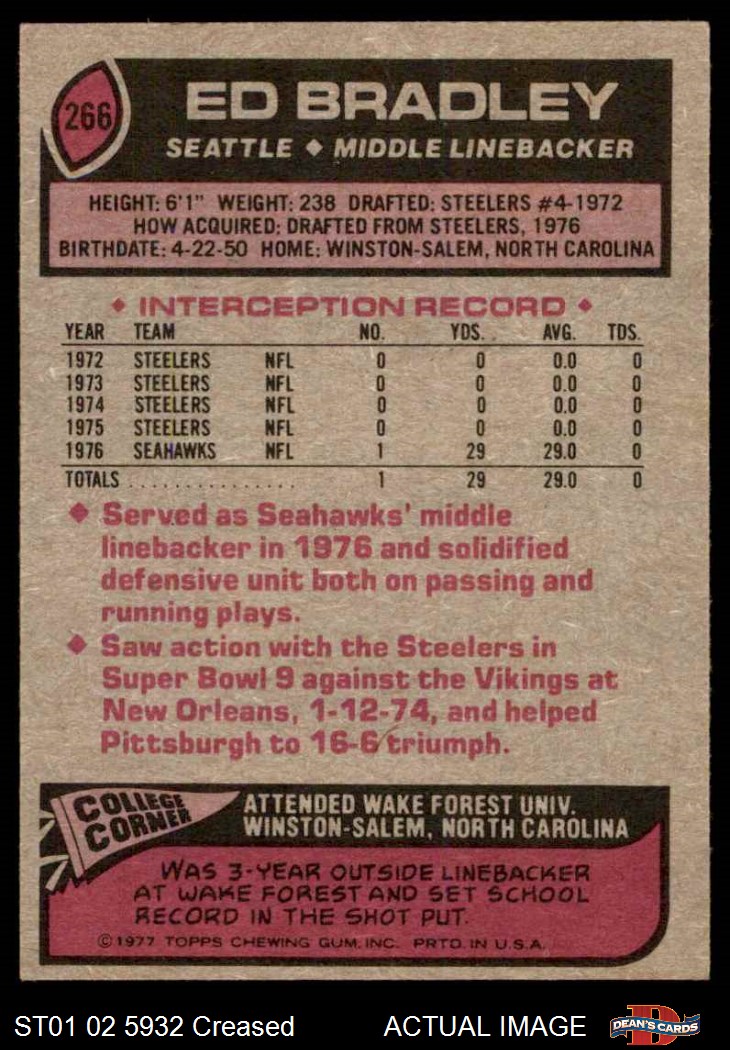 266
ED BRADLEY
SEATTLE ◆ MIDDLE LINEBACKER
HEIGHT: 6'1" WEIGHT: 238 DRAFTED: STEELERS #4-1972
HOW ACQUIRED: DRAFTED FROM STEELERS, 1976
BIRTHDATE: 4-22-50 HOME: WINSTON-SALEM, NORTH CAROLINA
◆ INTERCEPTION RECORD ◆
YEAR TEAM NO. YDS. AVG. TDS.
1972 STEELERS NFL 0 0 0.0 0
1973 STEELERS NFL 0 0 0.0 0
1974 STEELERS NFL 0 0 0.0 0
1975 STEELERS NFL 0 0 0.0 0
1976 SEAHAWKS NFL 1 29 29.0 0
TOTALS ............... 1 29 29.0 0
◆ Served as Seahawks' middle
linebacker in 1976 and solidified
defensive unit both on passing and
running plays.
◆ Saw action with the Steelers in
Super Bowl 9 against the Vikings at
New Orleans, 1-12-74, and helped
Pittsburgh to 16-6 triumph.
COLLEGE
CORNER
ATTENDED WAKE FOREST UNIV.
WINSTON-SALEM, NORTH CAROLINA
WAS 3-YEAR OUTSIDE LINEBACKER
AT WAKE FOREST AND SET SCHOOL
RECORD IN THE SHOT PUT.
©1977 TOPPS CHEWING GUM, INC. PRTD. IN U.S.A.
ST01 02 5932 Creased ACTUAL IMAGE
D
DEAN'S CARDS